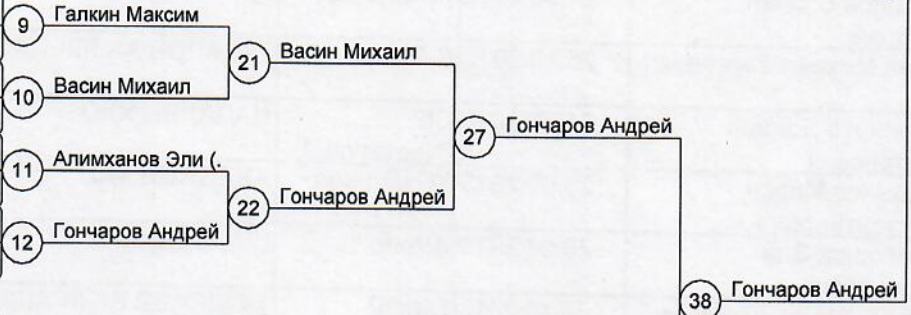 9 Галкин Максим
21 Васин Михаил
10 Васин Михаил
27 Гончаров Андрей
11 Алимханов Эли (.
22 Гончаров Андрей
12 Гончаров Андрей
38 Гончаров Андрей